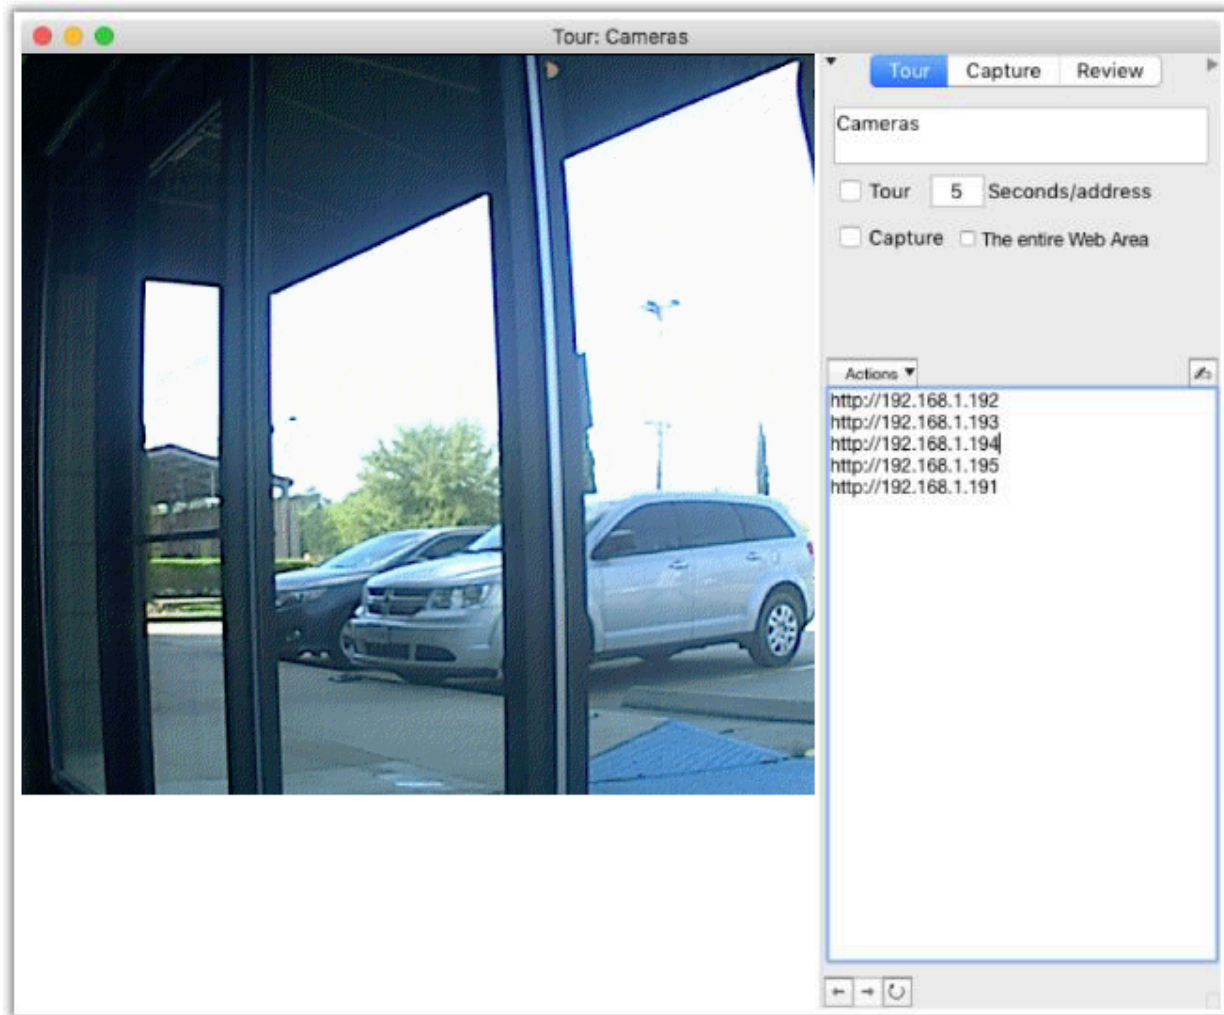 Tour: Cameras
Tour Capture Review
Cameras
Tour 5 Seconds/address
Capture The entire Web Area
Actions
http://192.168.1.192
http://192.168.1.193
http://192.168.1.194
http://192.168.1.195
http://192.168.1.191